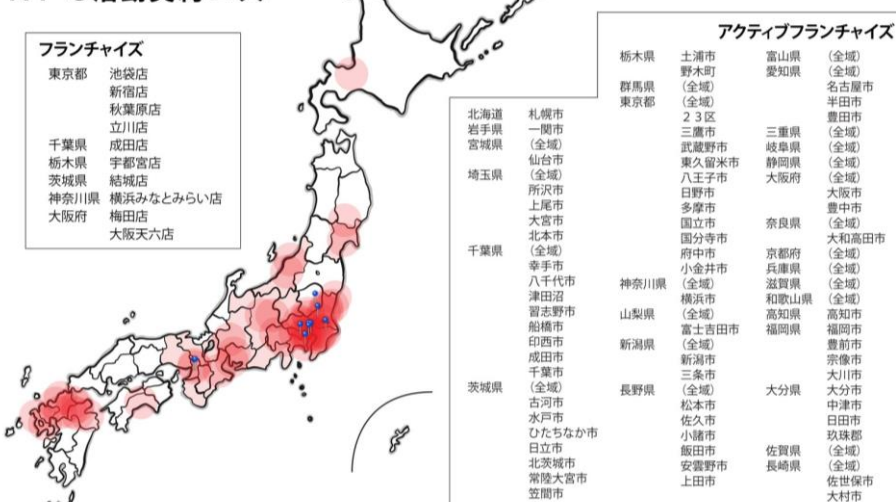 フランチャイズ
東京都 池袋店
新宿店
秋葉原店
立川店
千葉県 成田店
栃木県 宇都宮店
茨城県 結城店
神奈川県 横浜みなとみらい店
大阪府 梅田店
大阪天六店
アクティブフランチャイズ
北海道 札幌市
岩手県 一関市
宮城県 (全域)
仙台市
埼玉県 (全域)
所沢市
上尾市
大宮市
北本市
千葉県 (全域)
幸手市
八千代市
津田沼
習志野市
船橋市
印西市
成田市
千葉市
茨城県 (全域)
古河市
水戸市
ひたちなか市
日立市
北茨城市
常陸大宮市
笠間市
栃木県 土浦市
野木町
群馬県 (全域)
東京都 (全域)
23区
三鷹市
武蔵野市
東久留米市
八王子市
日野市
多摩市
国立市
国分寺市
府中市
小金井市
神奈川県 (全域)
横浜市
山梨県 (全域)
富士吉田市
新潟県 (全域)
新潟市
三条市
長野県 (全域)
松本市
佐久市
小諸市
飯田市
安曇野市
上田市
富山県 (全域)
愛知県 (全域)
名古屋市
半田市
豊田市
三重県 (全域)
岐阜県 (全域)
静岡県 (全域)
大阪府 (全域)
大阪市
豊中市
奈良県 (全域)
大和高田市
京都府 (全域)
兵庫県 (全域)
滋賀県 (全域)
和歌山県 (全域)
高知県 高知市
福岡県 福岡市
豊前市
宗像市
大川市
大分県 大分市
中津市
日田市
玖珠郡
佐賀県 (全域)
長崎県 (全域)
佐世保市
大村市